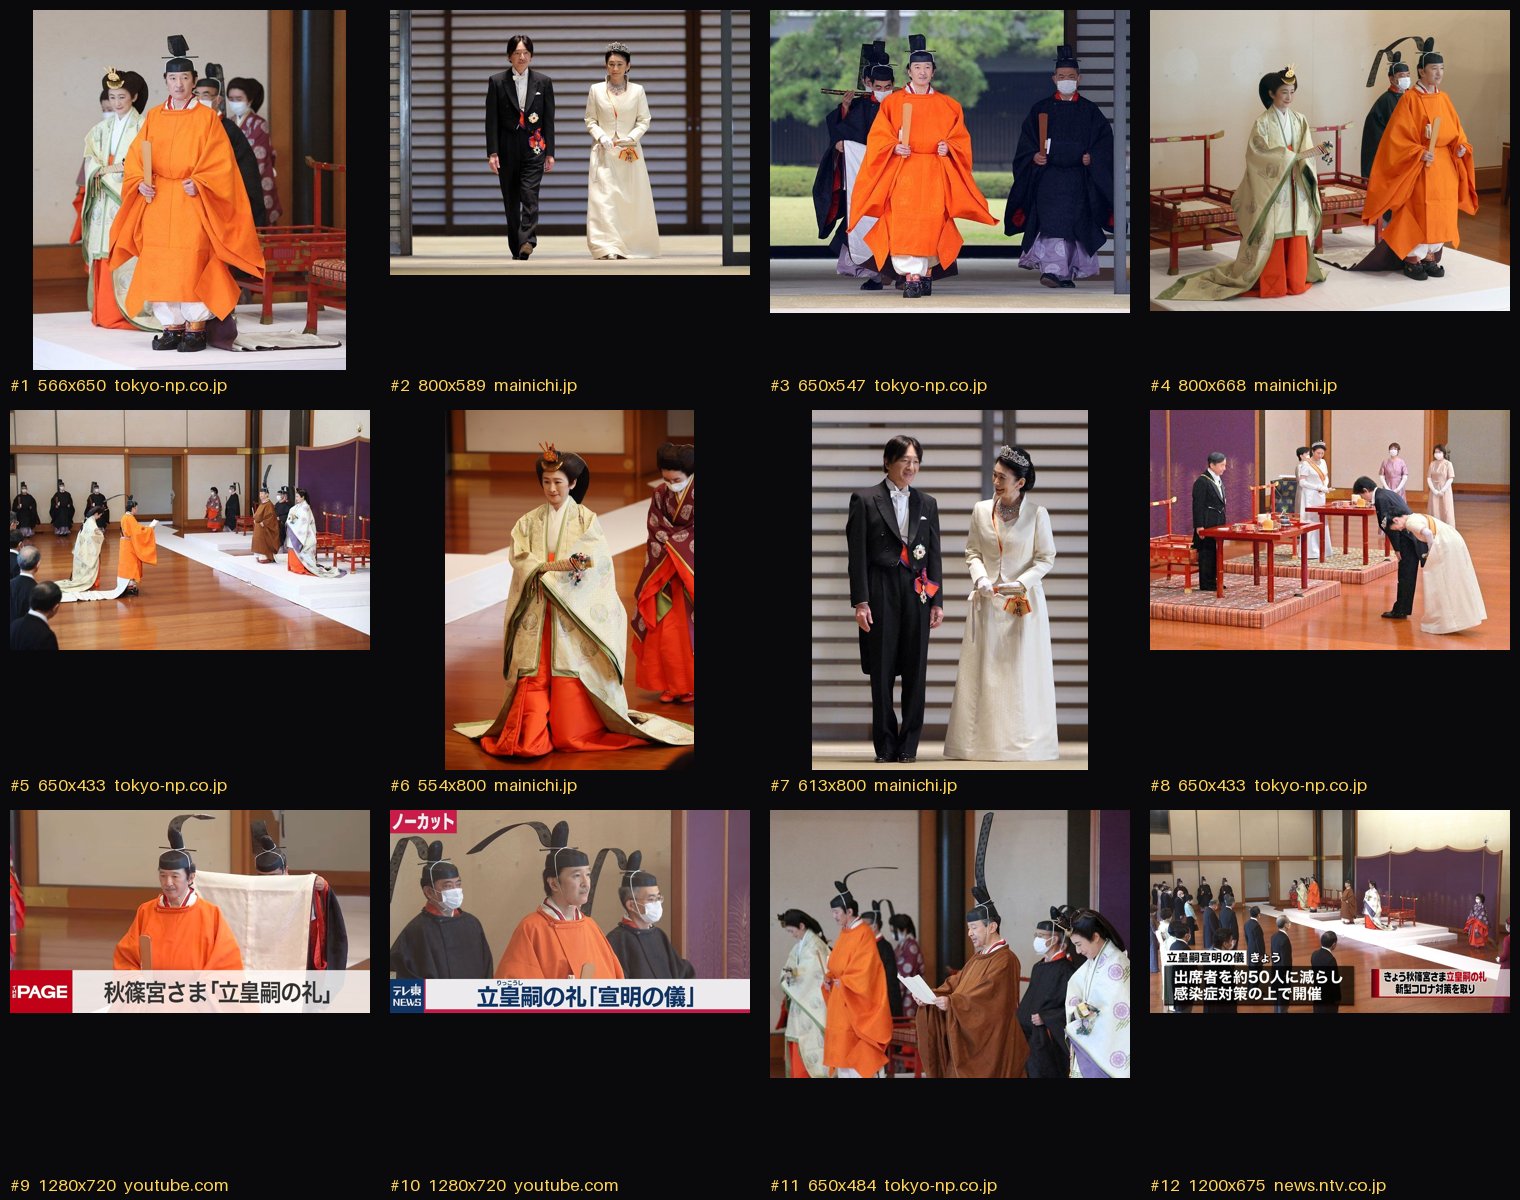 #1 566x650 tokyo-np.co.jp
#2 800x589 mainichi.jp
#3 650x547 tokyo-np.co.jp
#4 800x668 mainichi.jp
#5 650x433 tokyo-np.co.jp
#6 554x800 mainichi.jp
#7 613x800 mainichi.jp
#8 650x433 tokyo-np.co.jp
THE PAGE
秋篠宮さま「立皇嗣の礼」
#9 1280x720 youtube.com
ノーカット
テレ東
NEWS
りっこうし
立皇嗣の礼「宣明の儀」
#10 1280x720 youtube.com
#11 650x484 tokyo-np.co.jp
立皇嗣宣明の儀 きょう
出席者を約50人に減らし
感染症対策の上で開催
きょう秋篠宮さま立皇嗣の礼
新型コロナ対策を取り
#12 1200x675 news.ntv.co.jp